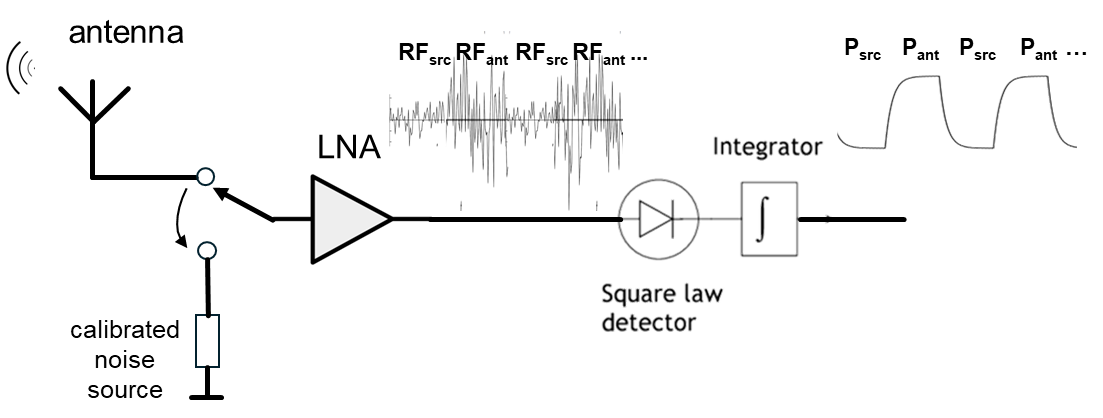 antenna
RFsrc RFant RFsrc RFant ...
Psrc Pant Psrc Pant ...
LNA
Integrator
∫
Square law
detector
calibrated
noise
source